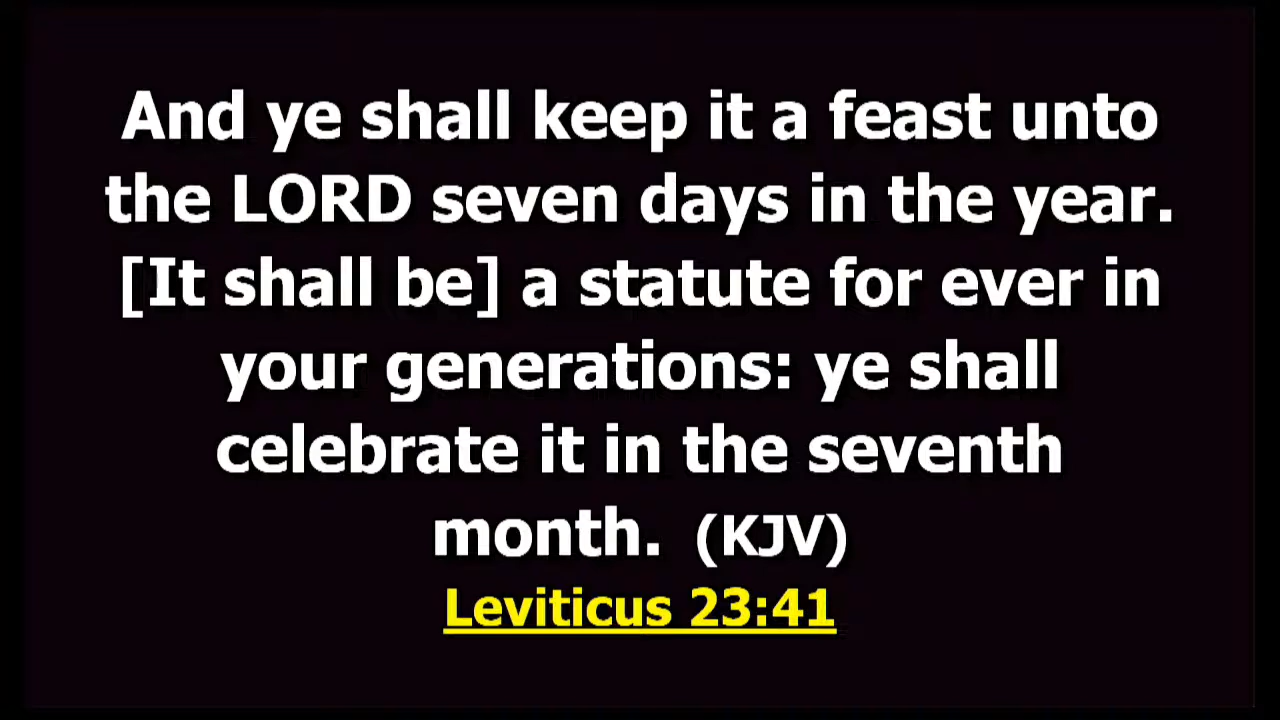 And ye shall keep it a feast unto
the LORD seven days in the year.
[It shall be] a statute for ever in
your generations: ye shall
celebrate it in the seventh
month. (KJV)
Leviticus 23:41